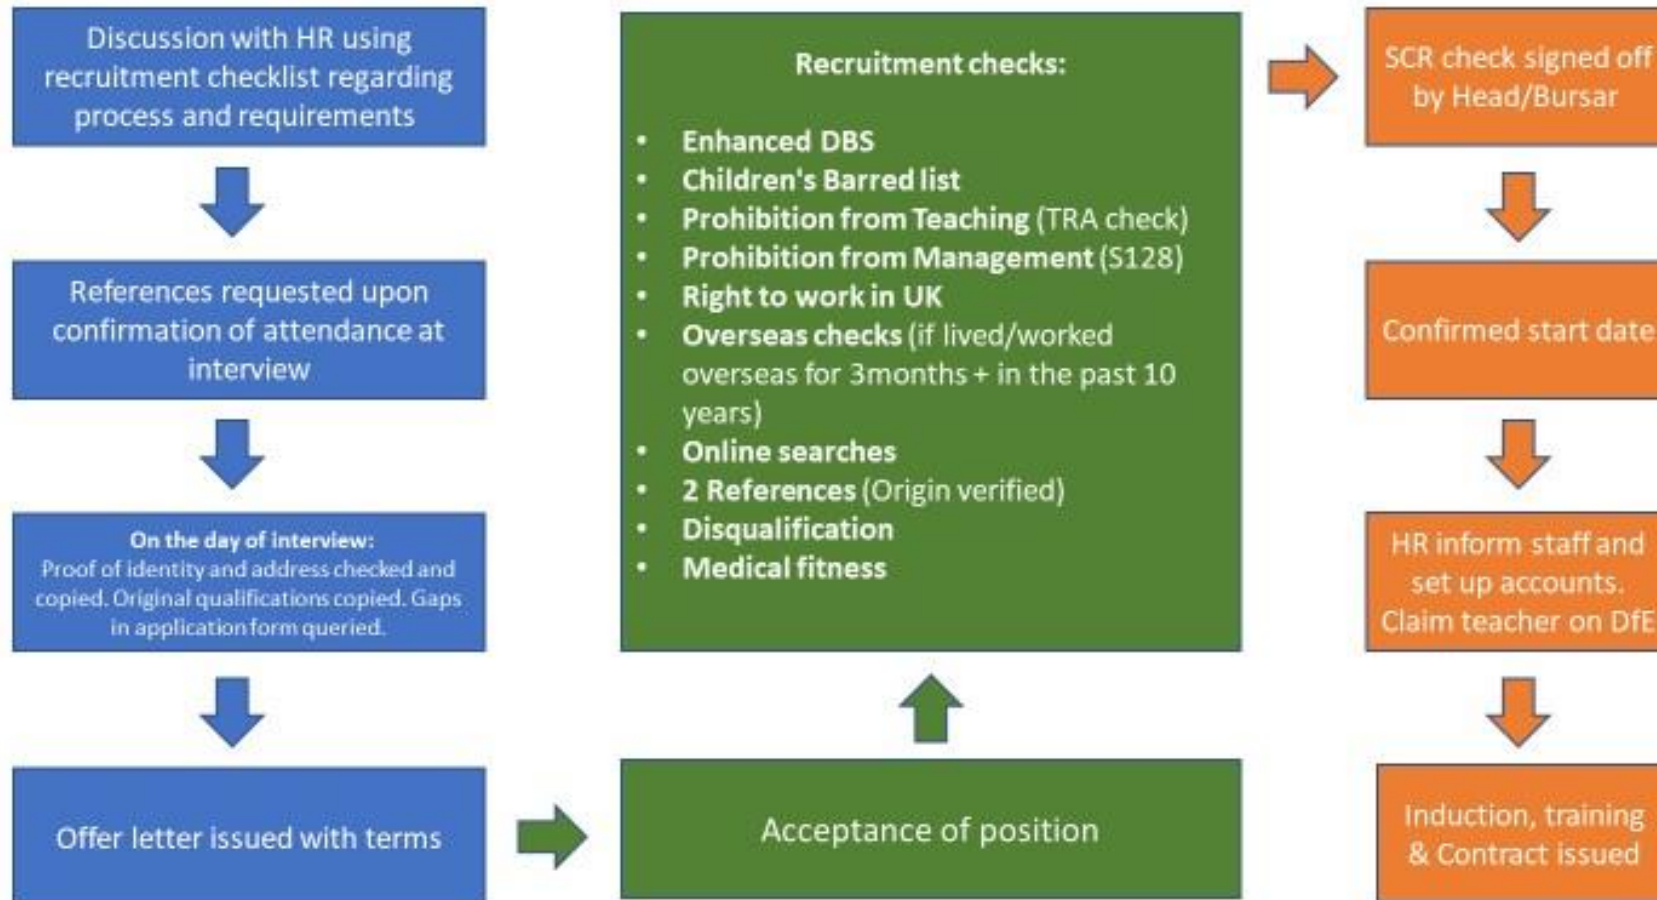 Discussion with HR using
recruitment checklist regarding
process and requirements
References requested upon
confirmation of attendance at
interview
On the day of interview:
Proof of identity and address checked and
copied. Original qualifications copied. Gaps
in application form queried.
Offer letter issued with terms
Acceptance of position
Recruitment checks:
• Enhanced DBS
• Children's Barred list
• Prohibition from Teaching (TRA check)
• Prohibition from Management (S128)
• Right to work in UK
• Overseas checks (if lived/worked
overseas for 3months + in the past 10
years)
• Online searches
• 2 References (Origin verified)
• Disqualification
• Medical fitness
SCR check signed off
by Head/Bursar
Confirmed start date
HR inform staff and
set up accounts.
Claim teacher on DfE
Induction, training
& Contract issued